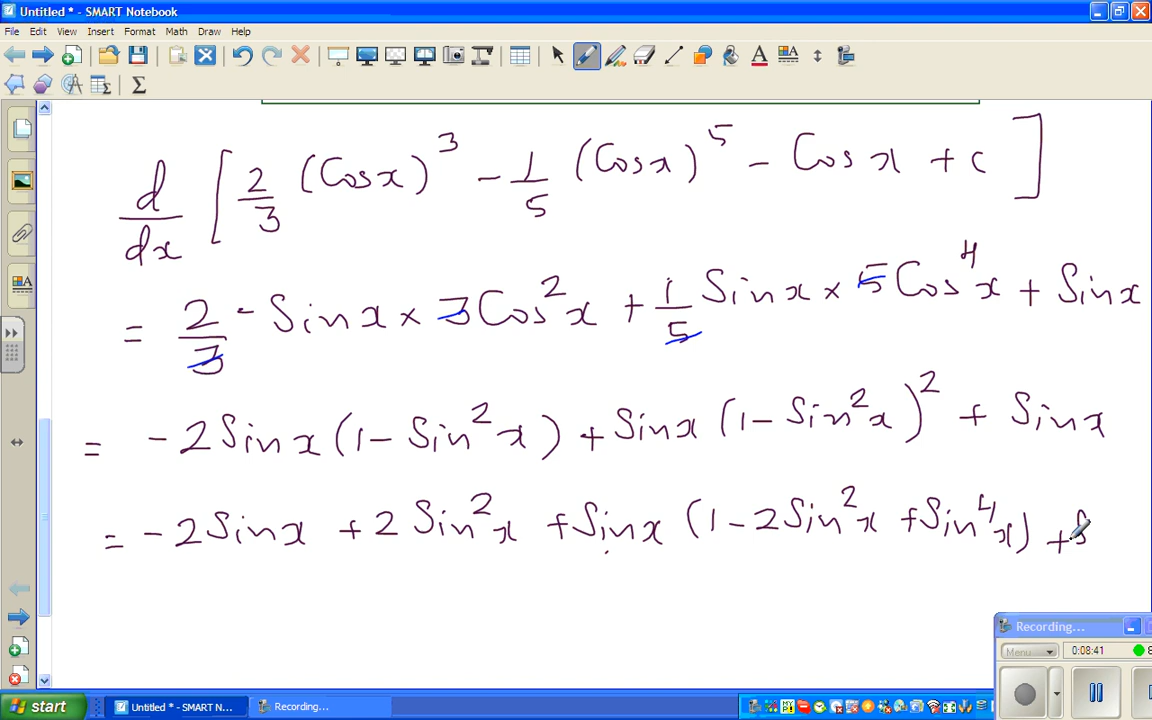 Untitled * - SMART Notebook
File Edit View Insert Format Math Draw Help
d/dx [ 2/3 (Cosx)^3 - 1/5 (Cosx)^5 - Cosx + c ]
= 2/3 - Sinx × 3Cos^2x + 1/5 Sinx × 5Cos^4x + Sinx
= -2Sinx(1-Sin^2x) + Sinx(1-Sin^2x)^2 + Sinx
= -2Sinx + 2Sin^2x + Sinx(1-2Sin^2x + Sin^4x) + S
Recording...
Menu 0:08:41
start Untitled * - SMART N... Recording...